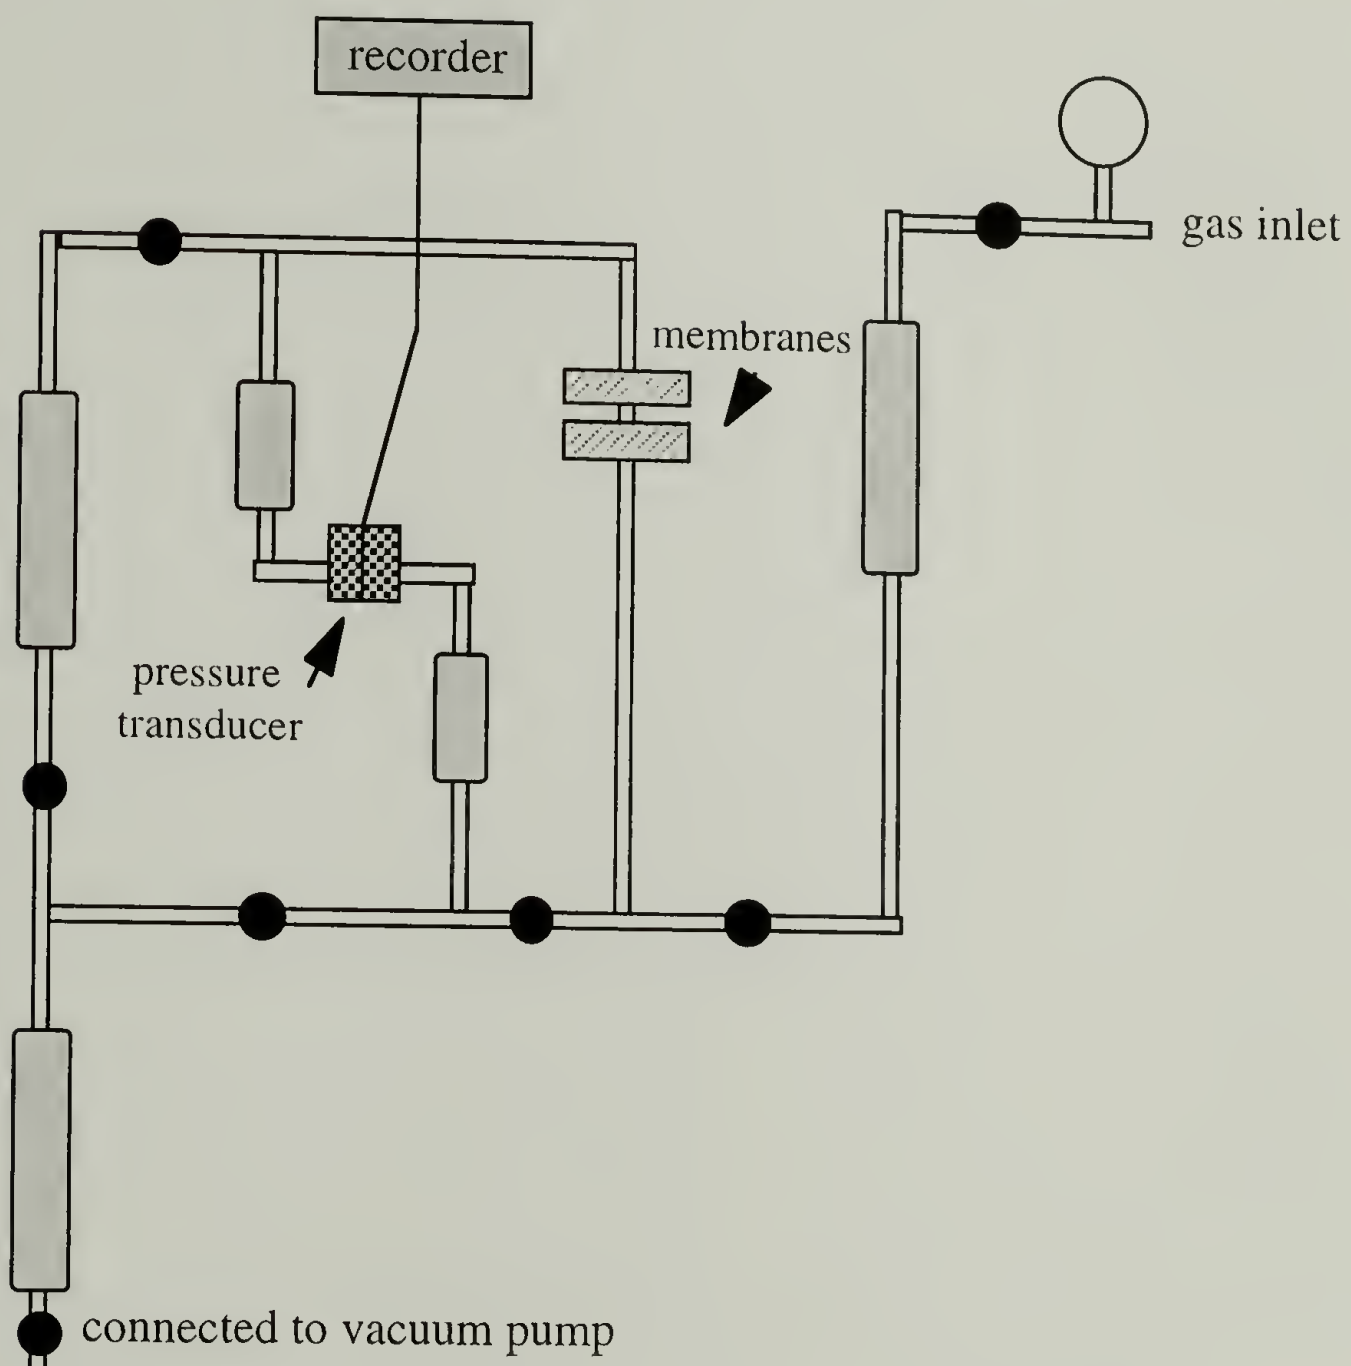 recorder
gas inlet
membranes
pressure
transducer
connected to vacuum pump